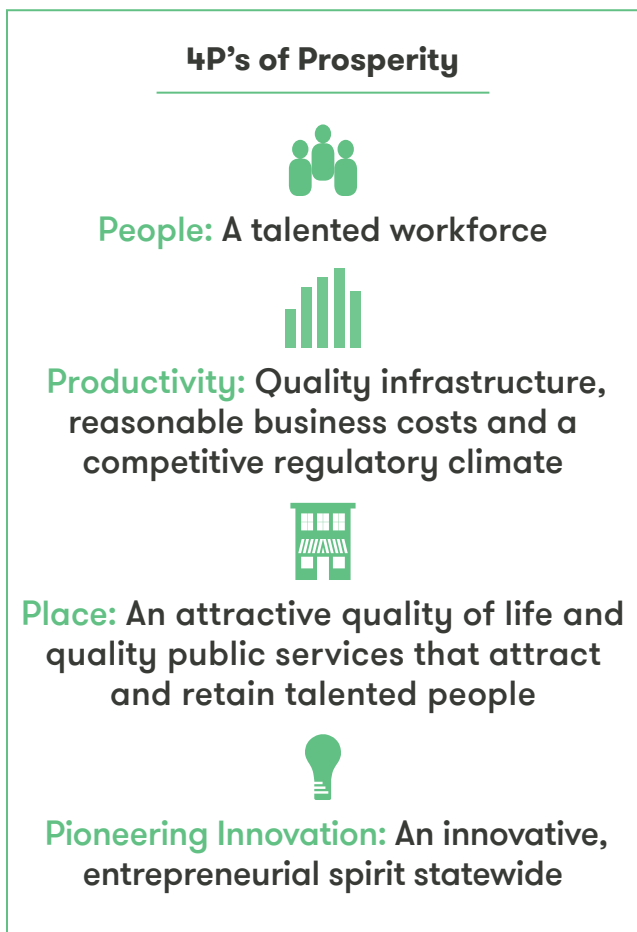 4P’s of Prosperity
People: A talented workforce
Productivity: Quality infrastructure,
reasonable business costs and a
competitive regulatory climate
Place: An attractive quality of life and
quality public services that attract
and retain talented people
Pioneering Innovation: An innovative,
entrepreneurial spirit statewide